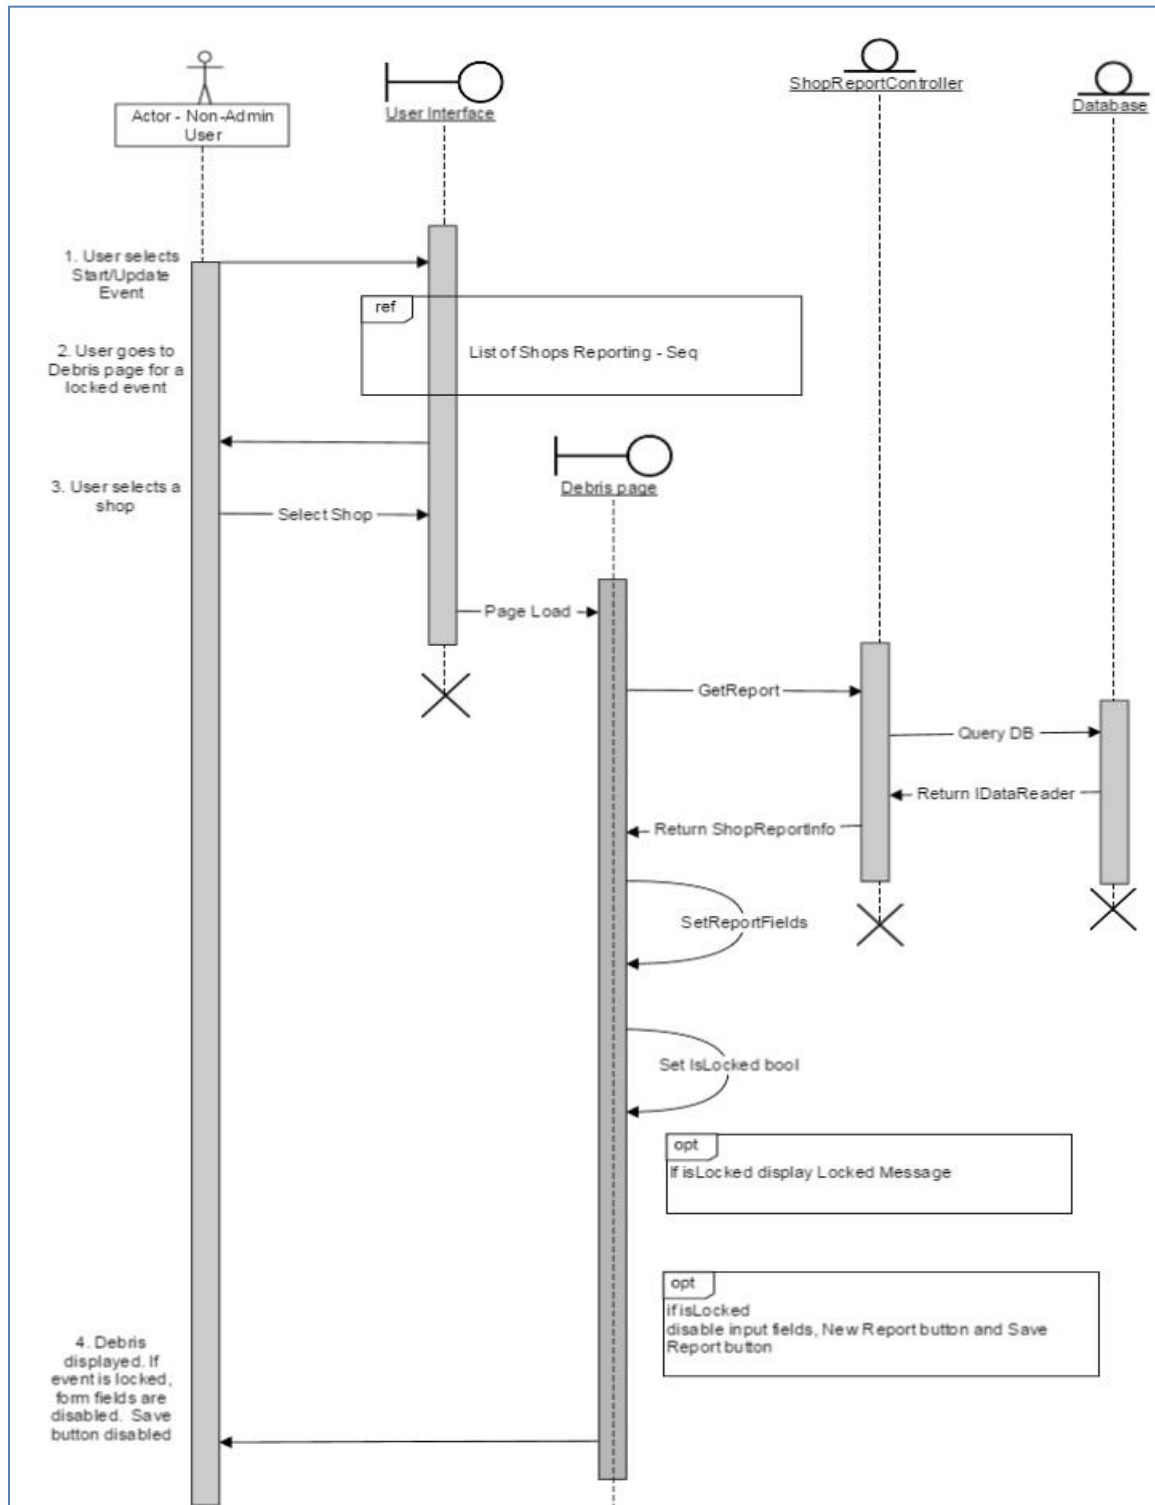 Actor - Non-Admin
User
User Interface
ShopReportController
Database
1. User selects
Start/Update
Event
ref
List of Shops Reporting - Seq
2. User goes to
Debris page for a
locked event
Debris page
3. User selects a
shop
Select Shop
Page Load
GetReport
Query DB
Return IDataReader
Return ShopReportInfo
SetReportFields
Set IsLocked bool
opt
If isLocked display Locked Message
opt
if isLocked
disable input fields, New Report button and Save
Report button
4. Debris
displayed. If
event is locked,
form fields are
disabled. Save
button disabled